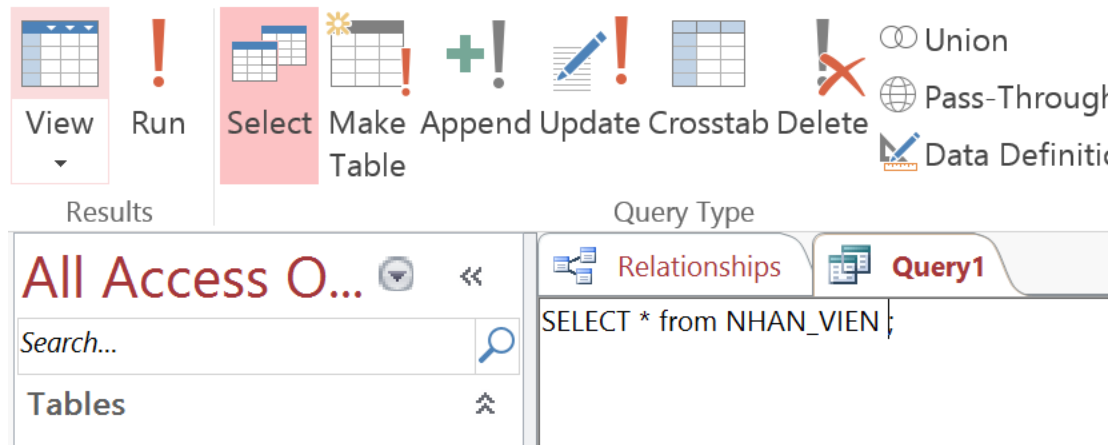 View
Run
Select
Make Table
Append
Update
Crosstab
Delete
Union
Pass-Through
Data Definitio
Results
Query Type
All Access O...
Relationships
Query1
Search...
SELECT * from NHAN_VIEN ;
Tables